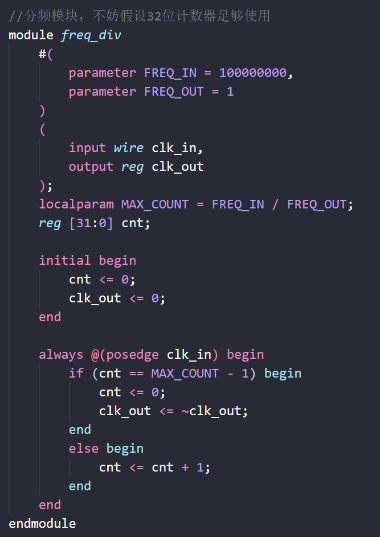 //分频模块，不妨假设32位计数器足够使用
module freq_div
    #(
        parameter FREQ_IN = 100000000,
        parameter FREQ_OUT = 1
    )
    (
        input wire clk_in,
        output reg clk_out
    );
    localparam MAX_COUNT = FREQ_IN / FREQ_OUT;
    reg [31:0] cnt;

    initial begin
        cnt <= 0;
        clk_out <= 0;
    end

    always @(posedge clk_in) begin
        if (cnt == MAX_COUNT - 1) begin
            cnt <= 0;
            clk_out <= ~clk_out;
        end
        else begin
            cnt <= cnt + 1;
        end
    end
endmodule